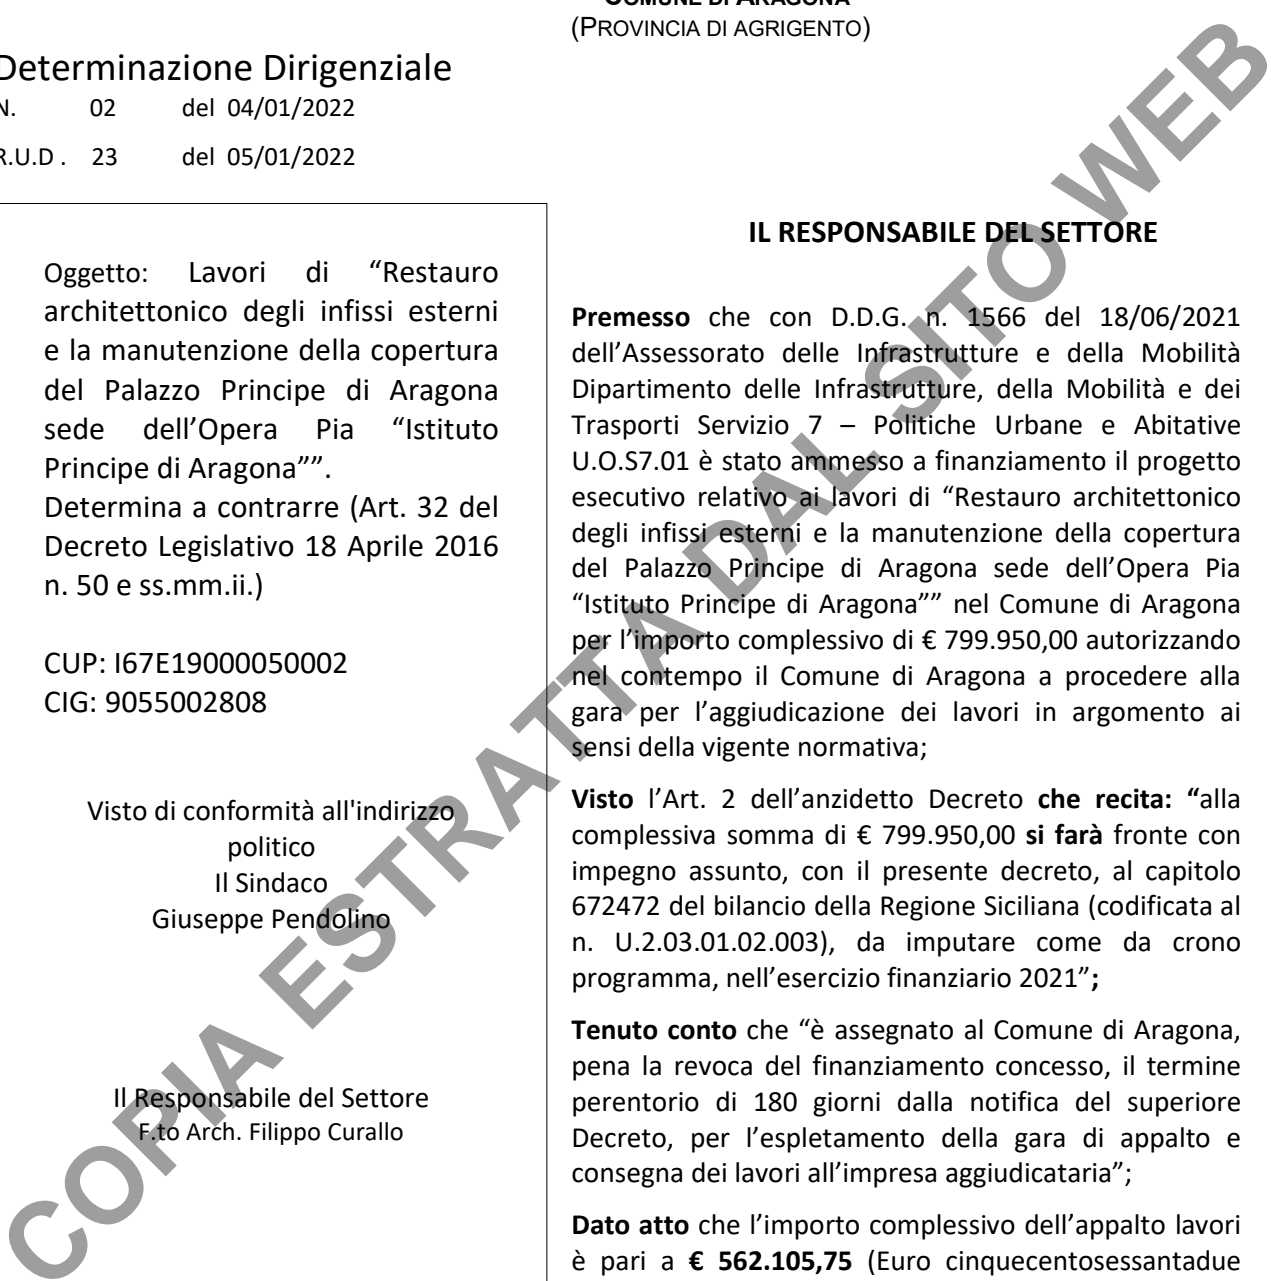 COMUNE DI ARAGONA
(PROVINCIA DI AGRIGENTO)
Determinazione Dirigenziale
N. 02 del 04/01/2022
R.U.D . 23 del 05/01/2022
Oggetto: Lavori di “Restauro
architettonico degli infissi esterni
e la manutenzione della copertura
del Palazzo Principe di Aragona
sede dell’Opera Pia “Istituto
Principe di Aragona””.
Determina a contrarre (Art. 32 del
Decreto Legislativo 18 Aprile 2016
n. 50 e ss.mm.ii.)
CUP: I67E19000050002
CIG: 9055002808
Visto di conformità all'indirizzo
politico
Il Sindaco
Giuseppe Pendolino
Il Responsabile del Settore
F.to Arch. Filippo Curallo
IL RESPONSABILE DEL SETTORE
Premesso che con D.D.G. n. 1566 del 18/06/2021
dell’Assessorato delle Infrastrutture e della Mobilità
Dipartimento delle Infrastrutture, della Mobilità e dei
Trasporti Servizio 7 – Politiche Urbane e Abitative
U.O.S7.01 è stato ammesso a finanziamento il progetto
esecutivo relativo ai lavori di “Restauro architettonico
degli infissi esterni e la manutenzione della copertura
del Palazzo Principe di Aragona sede dell’Opera Pia
“Istituto Principe di Aragona”” nel Comune di Aragona
per l’importo complessivo di € 799.950,00 autorizzando
nel contempo il Comune di Aragona a procedere alla
gara per l’aggiudicazione dei lavori in argomento ai
sensi della vigente normativa;
Visto l’Art. 2 dell’anzidetto Decreto che recita: “alla
complessiva somma di € 799.950,00 si farà fronte con
impegno assunto, con il presente decreto, al capitolo
672472 del bilancio della Regione Siciliana (codificata al
n. U.2.03.01.02.003), da imputare come da crono
programma, nell’esercizio finanziario 2021”;
Tenuto conto che “è assegnato al Comune di Aragona,
pena la revoca del finanziamento concesso, il termine
perentorio di 180 giorni dalla notifica del superiore
Decreto, per l’espletamento della gara di appalto e
consegna dei lavori all’impresa aggiudicataria”;
Dato atto che l’importo complessivo dell’appalto lavori
è pari a € 562.105,75 (Euro cinquecentosessantadue
COPIA ESTRATTA DAL SITO WEB